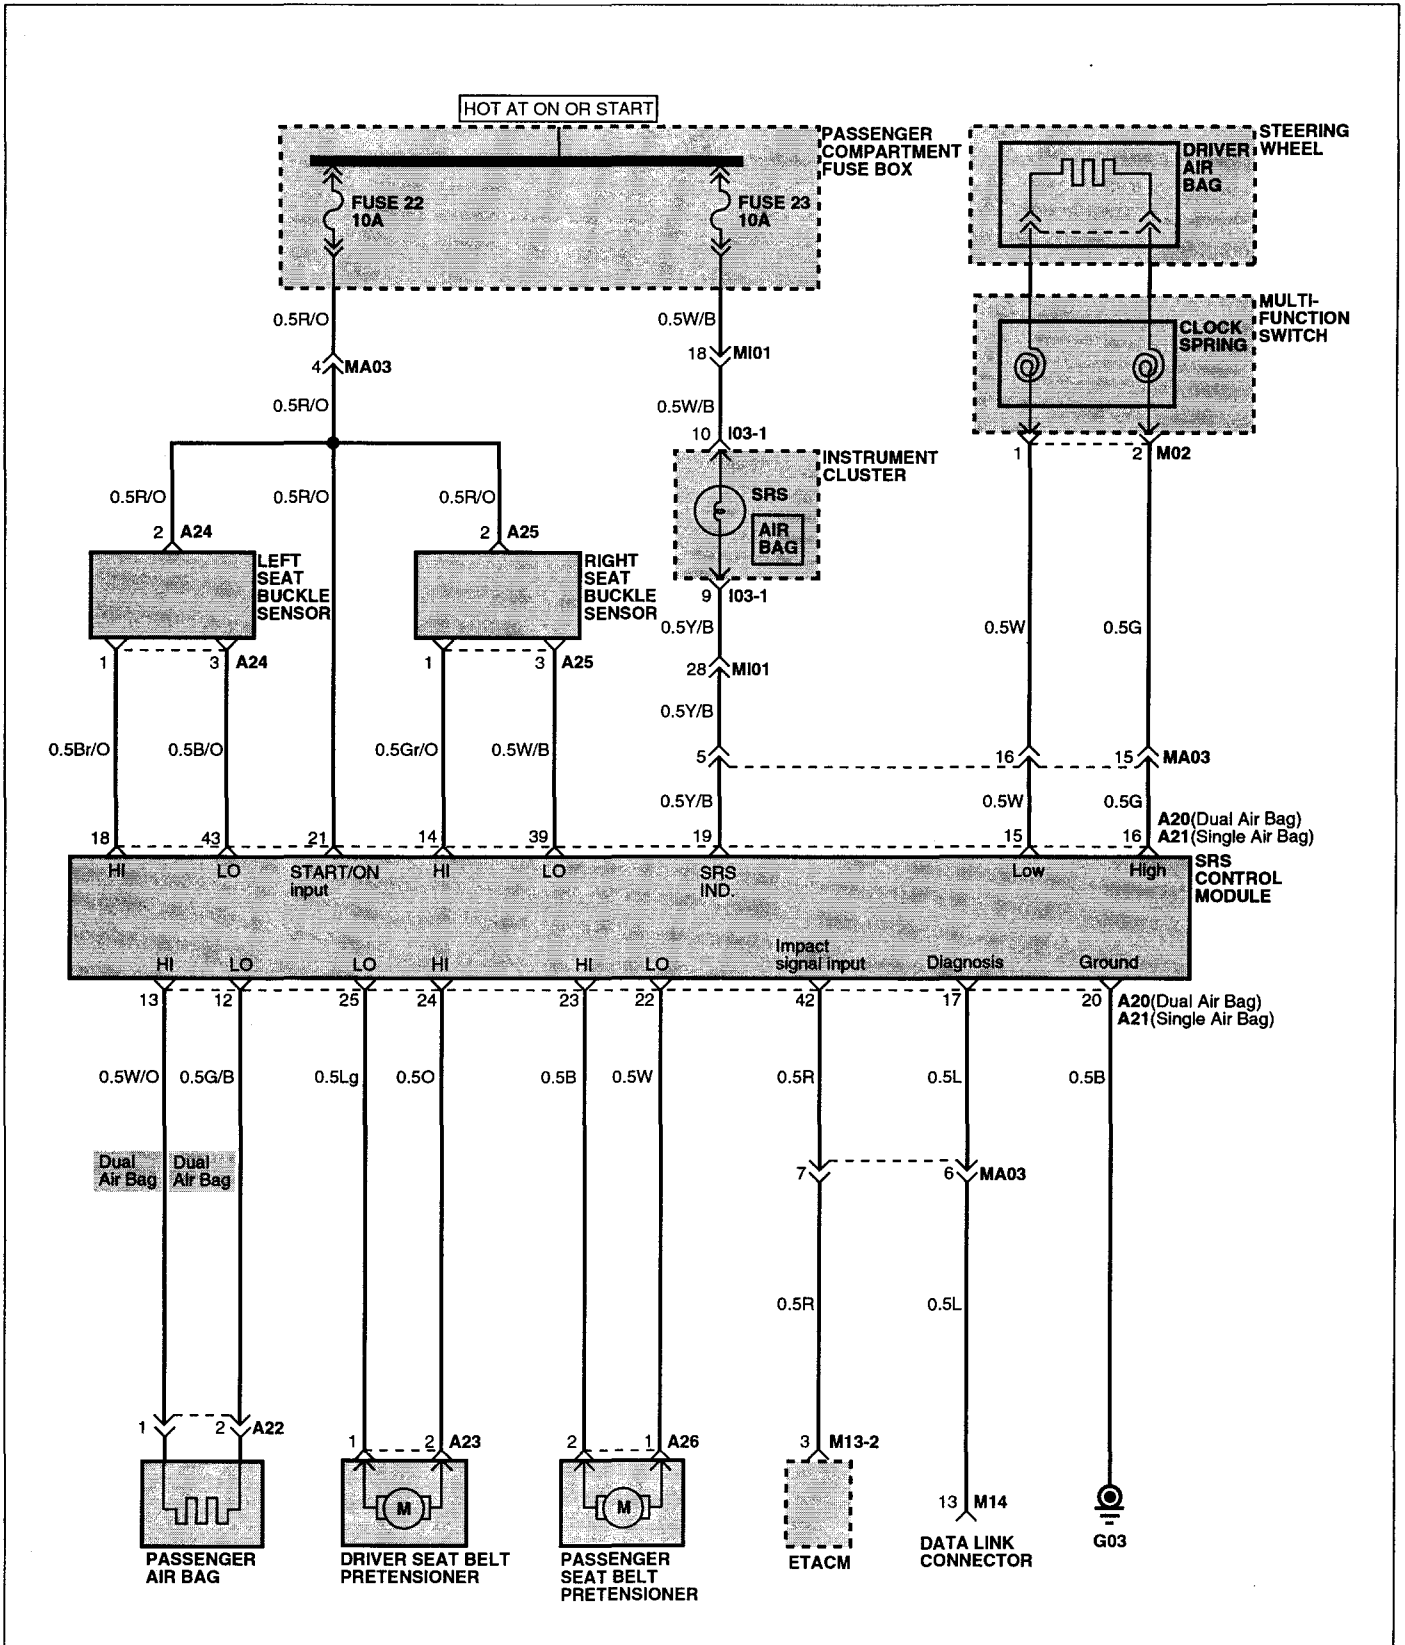 HOT AT ON OR START
PASSENGER
COMPARTMENT
FUSE BOX
FUSE 22
10A
FUSE 23
10A
STEERING
WHEEL
DRIVER
AIR
BAG
MULTI-
FUNCTION
SWITCH
CLOCK
SPRING
0.5R/O
0.5W/B
4 MA03
18 MI01
0.5R/O
0.5W/B
10 I03-1
1
2 M02
INSTRUMENT
CLUSTER
SRS
AIR
BAG
0.5R/O
0.5R/O
0.5R/O
2 A24
2 A25
LEFT
SEAT
BUCKLE
SENSOR
RIGHT
SEAT
BUCKLE
SENSOR
9 I03-1
0.5Y/B
0.5W
0.5G
1
3 A24
1
3 A25
28 MI01
0.5Y/B
0.5Br/O
0.5B/O
0.5Gr/O
0.5W/B
5
16
15 MA03
0.5Y/B
0.5W
0.5G
A20(Dual Air Bag)
A21(Single Air Bag)
18
43
21
14
39
19
15
16
SRS
CONTROL
MODULE
HI
LO
START/ON
input
HI
LO
SRS
IND.
Low
High
HI
LO
LO
HI
HI
LO
Impact
signal input
Diagnosis
Ground
13
12
25
24
23
22
42
17
20
A20(Dual Air Bag)
A21(Single Air Bag)
0.5W/O
0.5G/B
0.5Lg
0.5O
0.5B
0.5W
0.5R
0.5L
0.5B
Dual
Air Bag
Dual
Air Bag
7
6 MA03
0.5R
0.5L
1
2 A22
1
2 A23
2
1 A26
3 M13-2
M
M
13 M14
PASSENGER
AIR BAG
DRIVER SEAT BELT
PRETENSIONER
PASSENGER
SEAT BELT
PRETENSIONER
ETACM
DATA LINK
CONNECTOR
G03